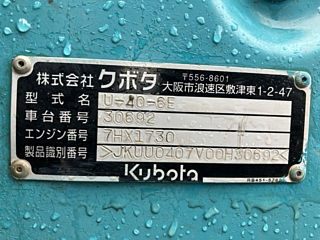 株式会社クボタ
〒556-8601
大阪市浪速区敷津東1-2-47
型式名 U-40-6E
車台番号 30692
エンジン番号 7HX1730
製品識別番号 >JKUU0407V00H30692<
Kubota